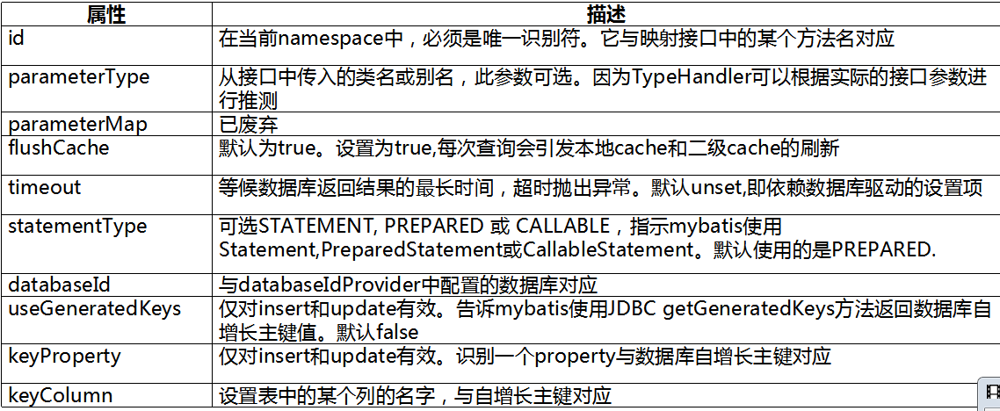 属性 描述
id 在当前namespace中，必须是唯一识别符。它与映射接口中的某个方法名对应
parameterType 从接口中传入的类名或别名，此参数可选。因为TypeHandler可以根据实际的接口参数进
行推测
parameterMap 已废弃
flushCache 默认为true。设置为true,每次查询会引发本地cache和二级cache的刷新
timeout 等候数据库返回结果的最长时间，超时抛出异常。默认unset,即依赖数据库驱动的设置项
statementType 可选STATEMENT, PREPARED 或 CALLABLE，指示mybatis使用
Statement,PreparedStatement或CallableStatement。默认使用的是PREPARED.
databaseId 与databaseIdProvider中配置的数据库对应
useGeneratedKeys 仅对insert和update有效。告诉mybatis使用JDBC getGeneratedKeys方法返回数据库自
增长主键值。默认false
keyProperty 仅对insert和update有效。识别一个property与数据库自增长主键对应
keyColumn 设置表中的某个列的名字，与自增长主键对应